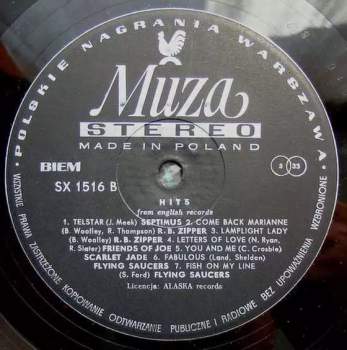 POLSKIE NAGRANIA WARSZAWA
Muza
STEREO
MADE IN POLAND
BIEM
3 33
SX 1516 B
HITS
from english records
1. TELSTAR (J. Meek) SEPTIMUS 2. COME BACK MARIANNE
(B. Woolley, R. Thompson) R. B. ZIPPER 3. LAMPLIGHT LADY
(B. Woolley) R. B. ZIPPER 4. LETTERS OF LOVE (N. Ryan,
R. Slater) FRIENDS OF JOE 5. YOU AND ME (C. Crosble)
SCARLET JADE 6. FABULOUS (Land, Sheldon)
FLYING SAUCERS 7. FISH ON MY LINE
(S. Ford) FLYING SAUCERS
Licencja: ALASKA records
WSZYSTKIE PRAWA ZASTRZEŻONE. KOPIOWANIE ODTWARZANIE PUBLICZNE I RADIOWE BEZ UPOWAŻNIENIA WZBRONIONE